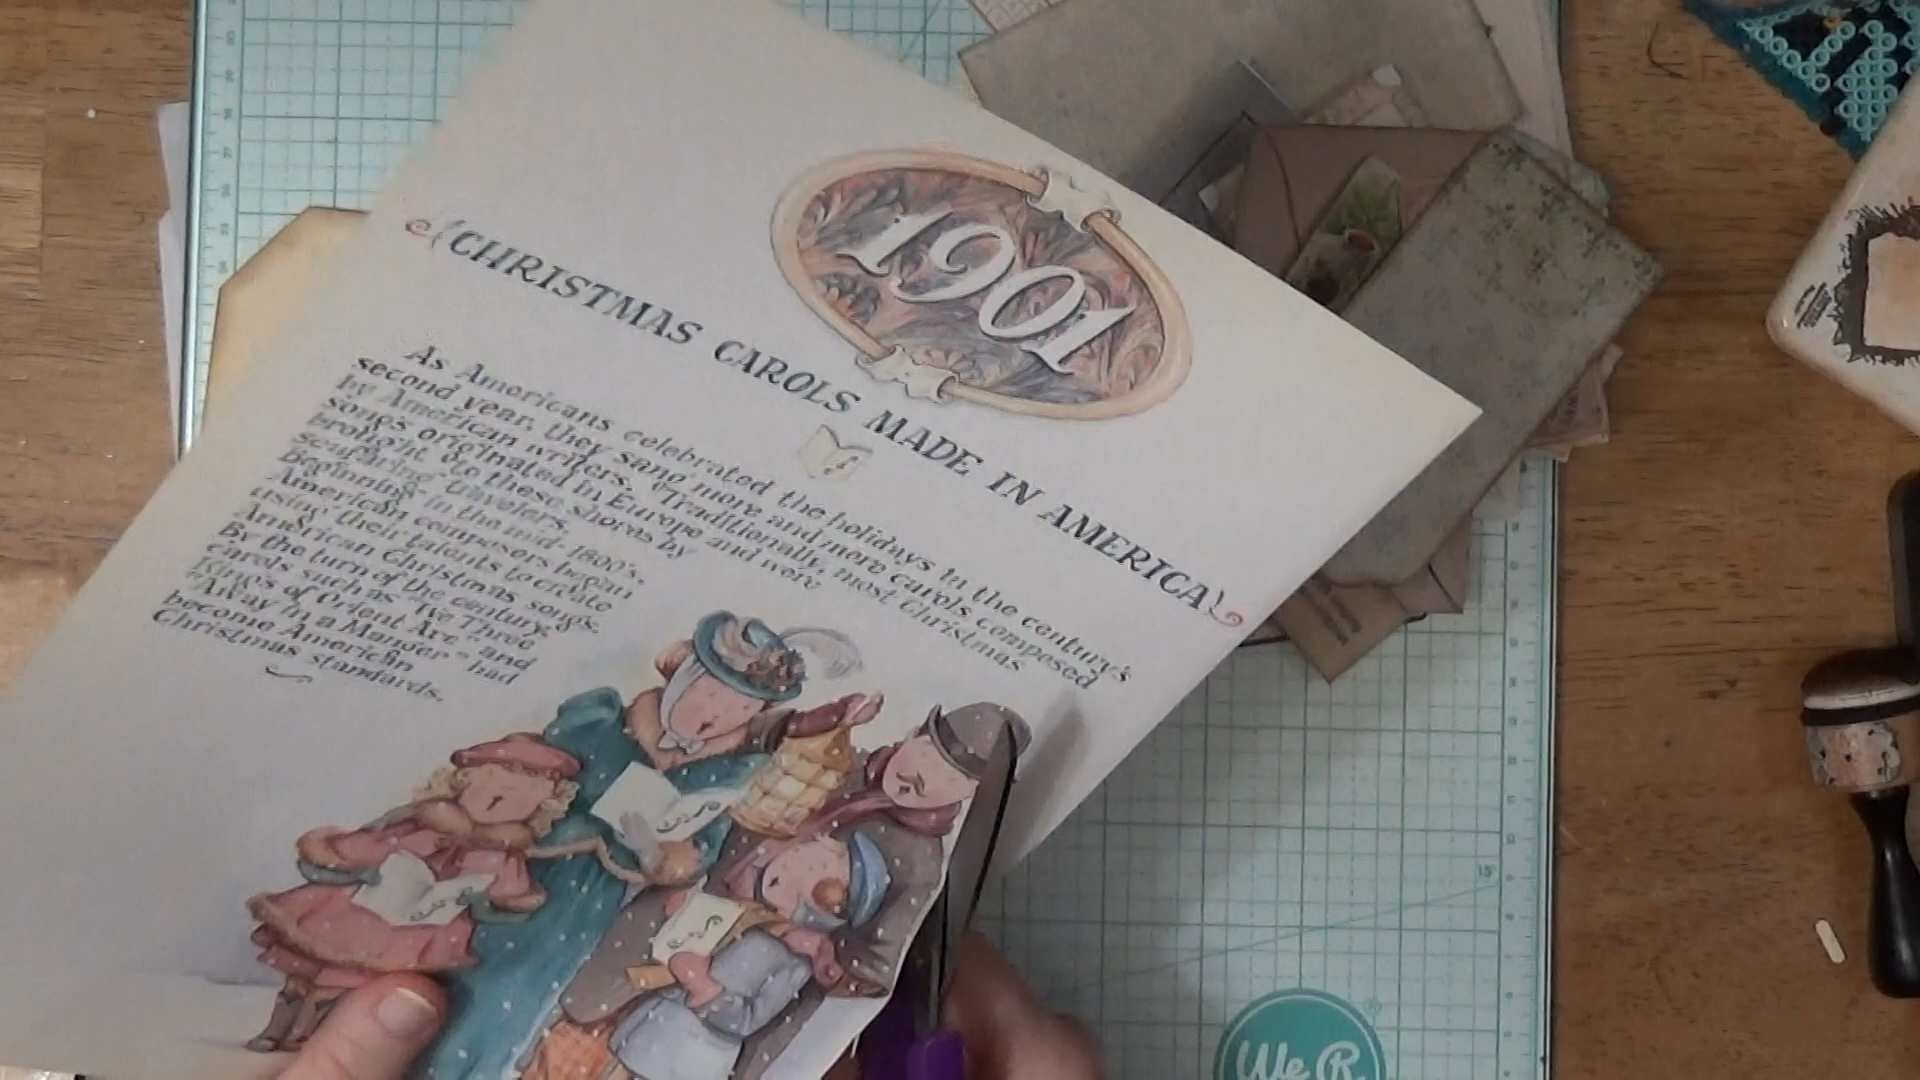 1901
CHRISTMAS CAROLS MADE IN AMERICA
As Americans celebrated the holidays in the century's
second year, they sang more and more carols composed
by American writers. Traditionally, most Christmas
songs originated in Europe and were
brought to these shores by
seafaring travelers.
Beginning in the mid-1800's,
American composers began
using their talents to create
American Christmas songs.
By the turn of the century,
carols such as "We Three
Kings of Orient Are" and
"Away In a Manger" had
become American
Christmas standards.
15
We R